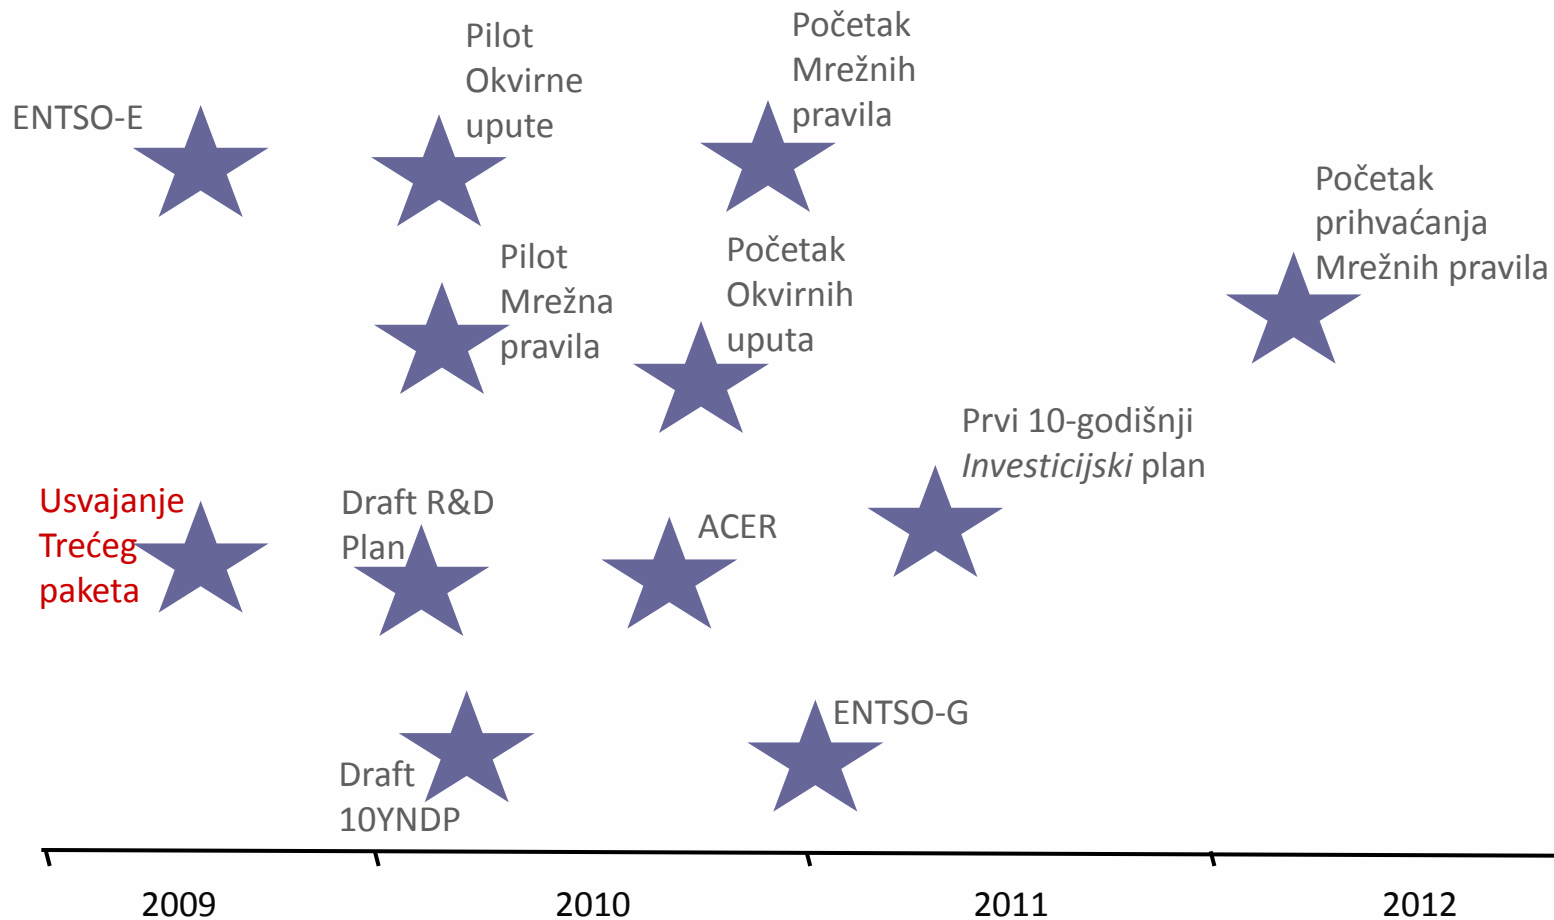 ENTSO-E
Pilot
Okvirne
upute
Početak
Mrežnih
pravila
Početak
prihvaćanja
Mrežnih pravila
Pilot
Mrežna
pravila
Početak
Okvirnih
uputa
Prvi 10-godišnji
Investicijski plan
Usvajanje
Trećeg
paketa
Draft R&D
Plan
ACER
Draft
10YNDP
ENTSO-G
2009
2010
2011
2012